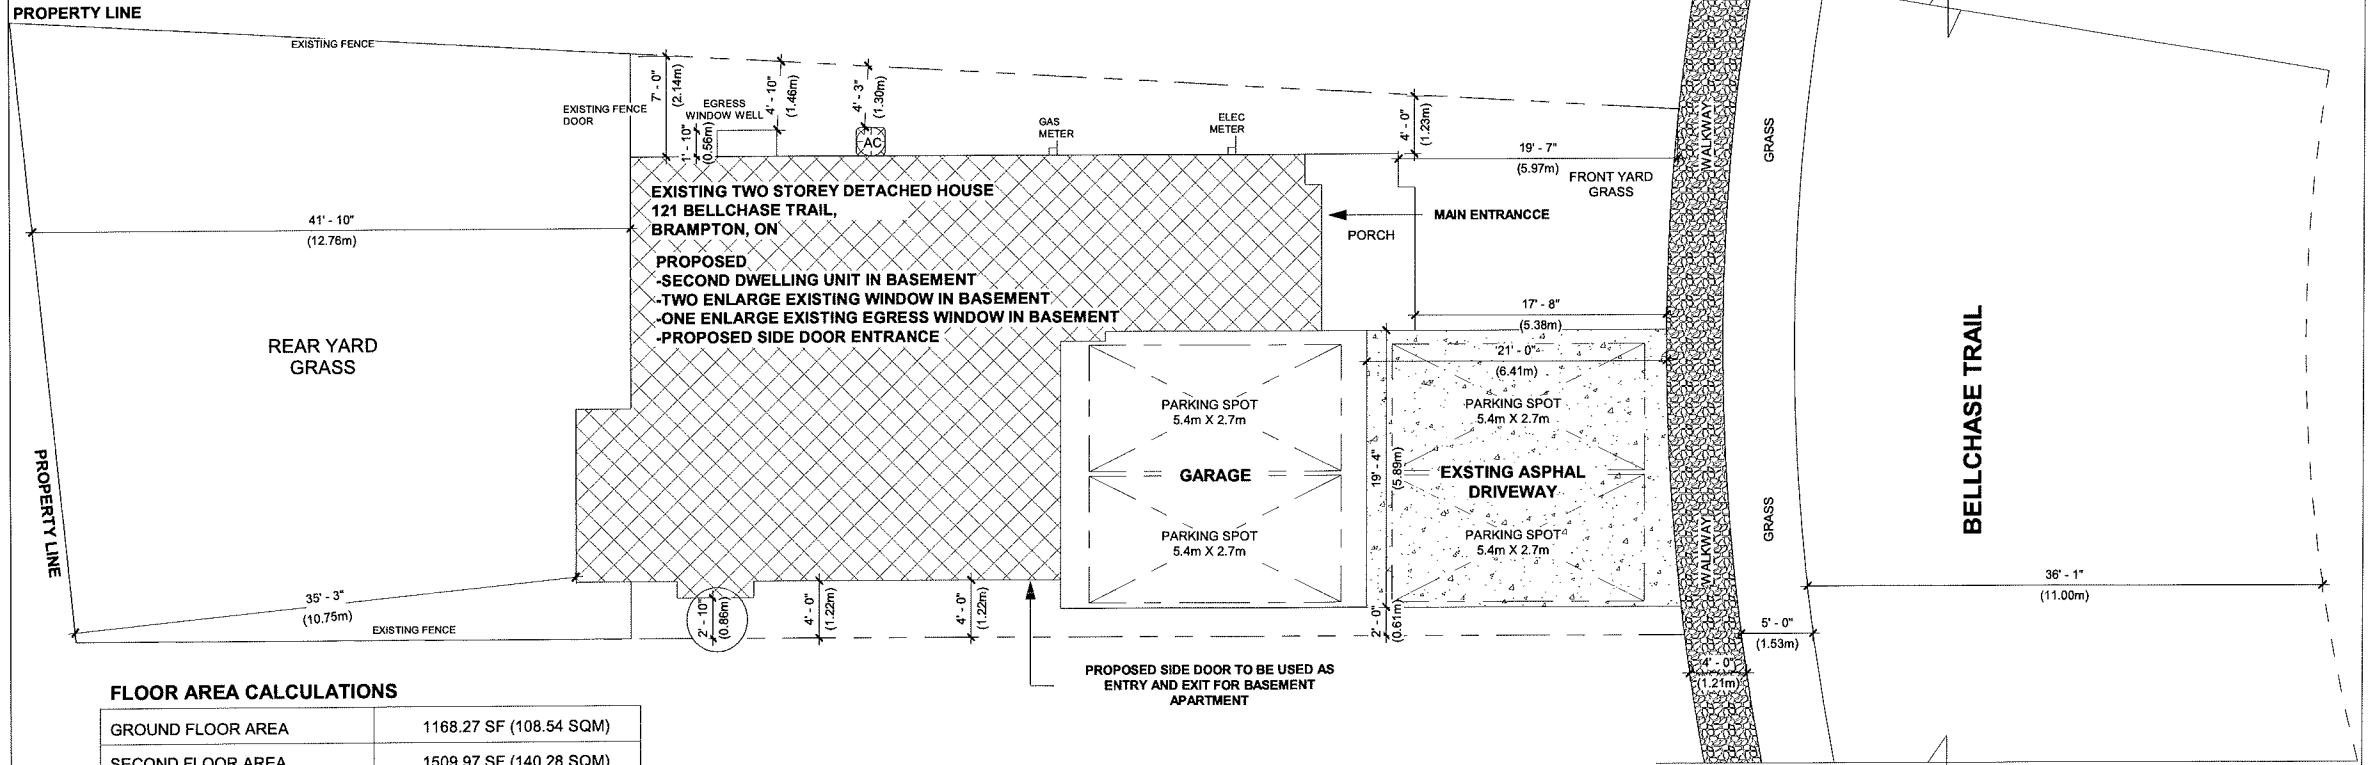 PROPERTY LINE
EXISTING FENCE
7' - 0"
(2.14m)
4' - 10"
(1.46m)
4' - 3"
(1.30m)
EXISTING FENCE
DOOR
EGRESS
WINDOW WELL
1' - 10"
(0.56m)
AC
GAS
METER
ELEC
METER
4' - 0"
(1.23m)
19' - 7"
(5.97m)
FRONT YARD
GRASS
WALKWAY
GRASS
EXISTING TWO STOREY DETACHED HOUSE
121 BELLCHASE TRAIL,
BRAMPTON, ON
PROPOSED
-SECOND DWELLING UNIT IN BASEMENT
-TWO ENLARGE EXISTING WINDOW IN BASEMENT
-ONE ENLARGE EXISTING EGRESS WINDOW IN BASEMENT
-PROPOSED SIDE DOOR ENTRANCE
41' - 10"
(12.76m)
MAIN ENTRANCCE
PORCH
17' - 8"
(5.38m)
21' - 0"
(6.41m)
REAR YARD
GRASS
PARKING SPOT
5.4m X 2.7m
PARKING SPOT
5.4m X 2.7m
GARAGE
19' - 4"
(5.89m)
EXSTING ASPHAL
DRIVEWAY
PARKING SPOT
5.4m X 2.7m
PARKING SPOT
5.4m X 2.7m
WALKWAY
GRASS
BELLCHASE TRAIL
PROPERTY LINE
35' - 3"
(10.75m)
EXISTING FENCE
2' - 10"
(0.86m)
4' - 0"
(1.22m)
4' - 0"
(1.22m)
2' - 0"
(0.61m)
36' - 1"
(11.00m)
5' - 0"
(1.53m)
4' - 0"
(1.21m)
PROPOSED SIDE DOOR TO BE USED AS
ENTRY AND EXIT FOR BASEMENT
APARTMENT
FLOOR AREA CALCULATIONS
GROUND FLOOR AREA 1168.27 SF (108.54 SQM)
SECOND FLOOR AREA 1509.97 SF (140.28 SQM)